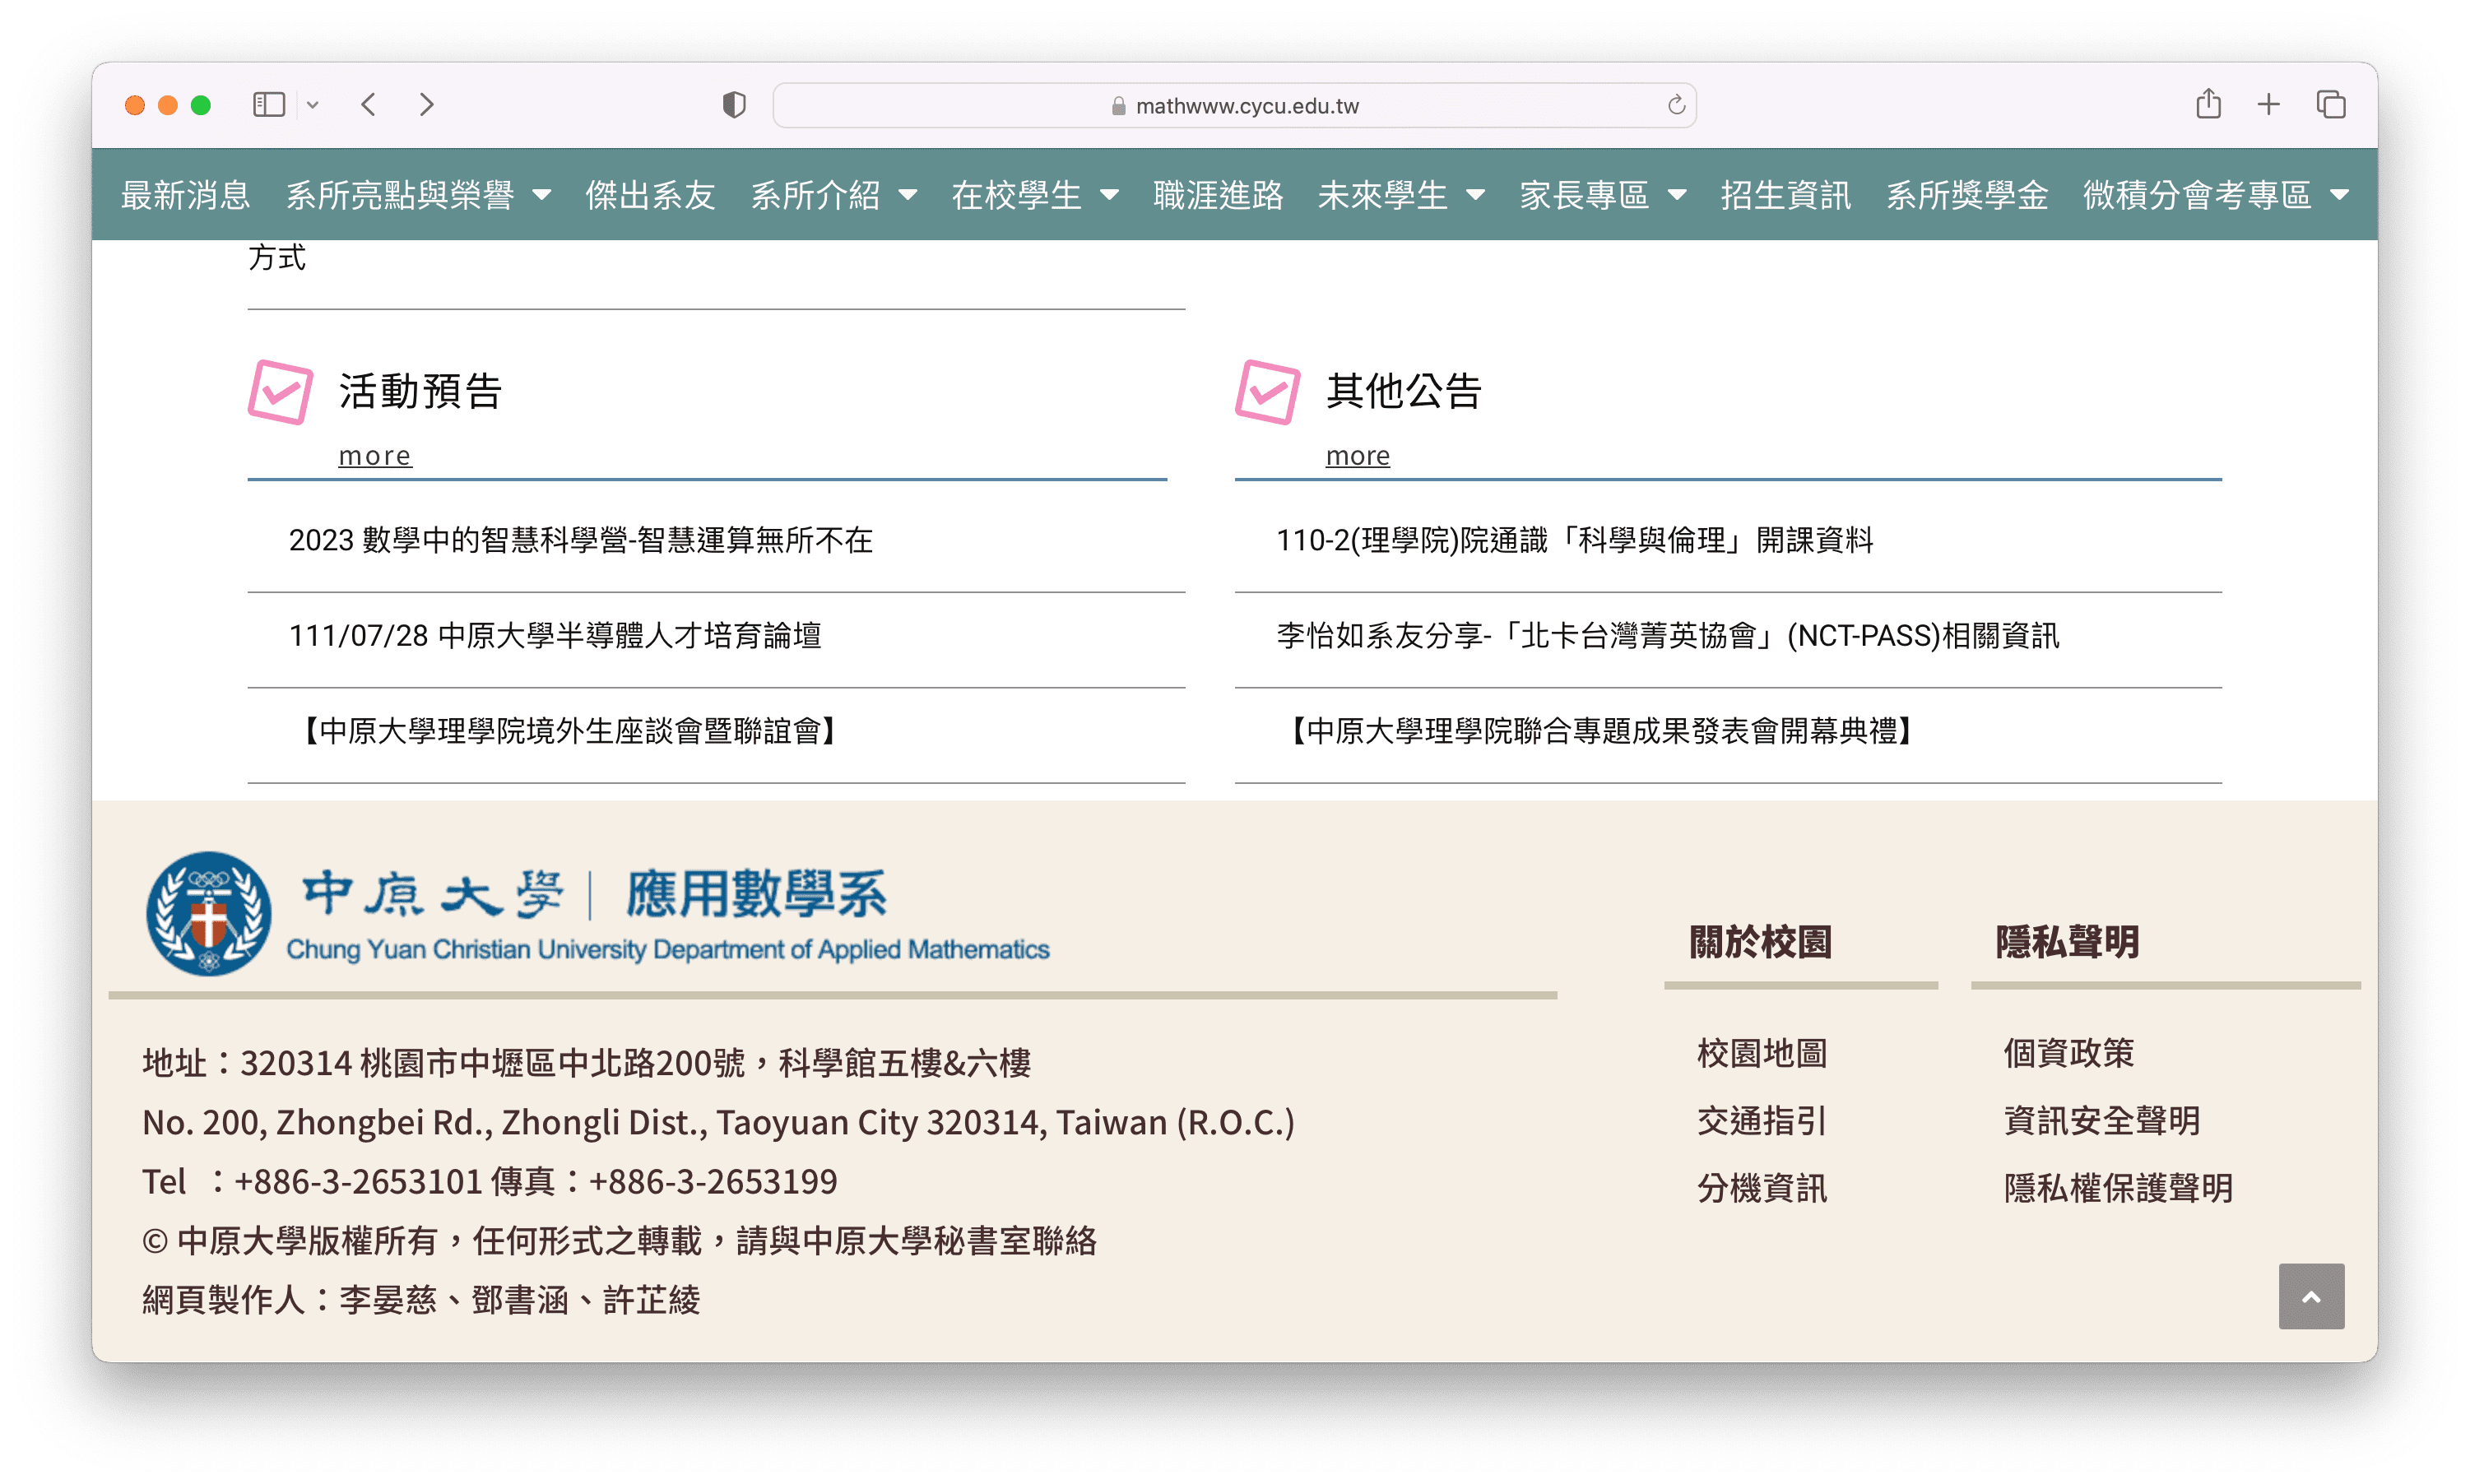 mathwww.cycu.edu.tw
最新消息 系所亮點與榮譽 傑出系友 系所介紹 在校學生 職涯進路 未來學生 家長專區 招生資訊 系所獎學金 微積分會考專區
方式
活動預告
more
2023 數學中的智慧科學營-智慧運算無所不在
111/07/28 中原大學半導體人才培育論壇
【中原大學理學院境外生座談會暨聯誼會】
其他公告
more
110-2(理學院)院通識「科學與倫理」開課資料
李怡如系友分享-「北卡台灣菁英協會」(NCT-PASS)相關資訊
【中原大學理學院聯合專題成果發表會開幕典禮】
中原大學｜應用數學系
Chung Yuan Christian University Department of Applied Mathematics
地址：320314 桃園市中壢區中北路200號，科學館五樓&六樓
No. 200, Zhongbei Rd., Zhongli Dist., Taoyuan City 320314, Taiwan (R.O.C.)
Tel ：+886-3-2653101 傳真：+886-3-2653199
© 中原大學版權所有，任何形式之轉載，請與中原大學秘書室聯絡
網頁製作人：李晏慈、鄧書涵、許芷綾
關於校園
校園地圖
交通指引
分機資訊
隱私聲明
個資政策
資訊安全聲明
隱私權保護聲明